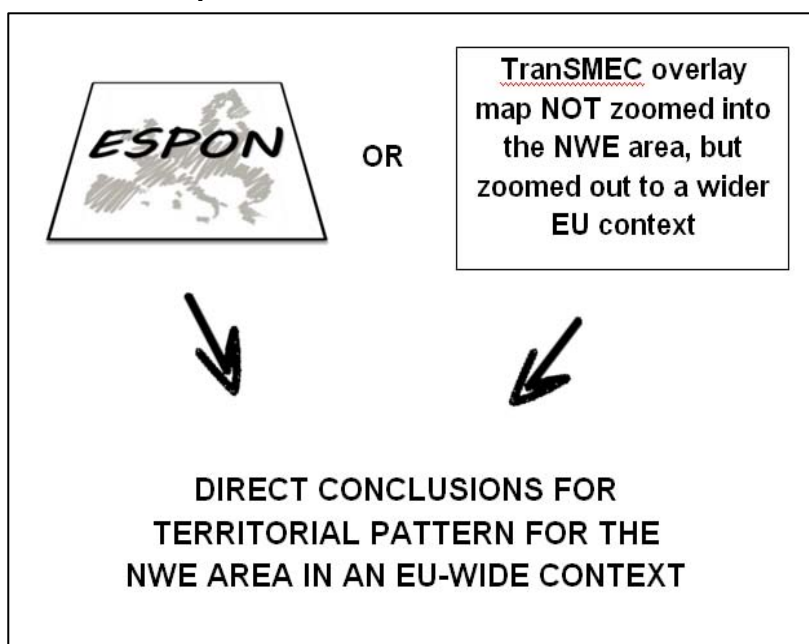 ESPON
OR
TranSMEC overlay
map NOT zoomed into
the NWE area, but
zoomed out to a wider
EU context
DIRECT CONCLUSIONS FOR
TERRITORIAL PATTERN FOR THE
NWE AREA IN AN EU-WIDE CONTEXT